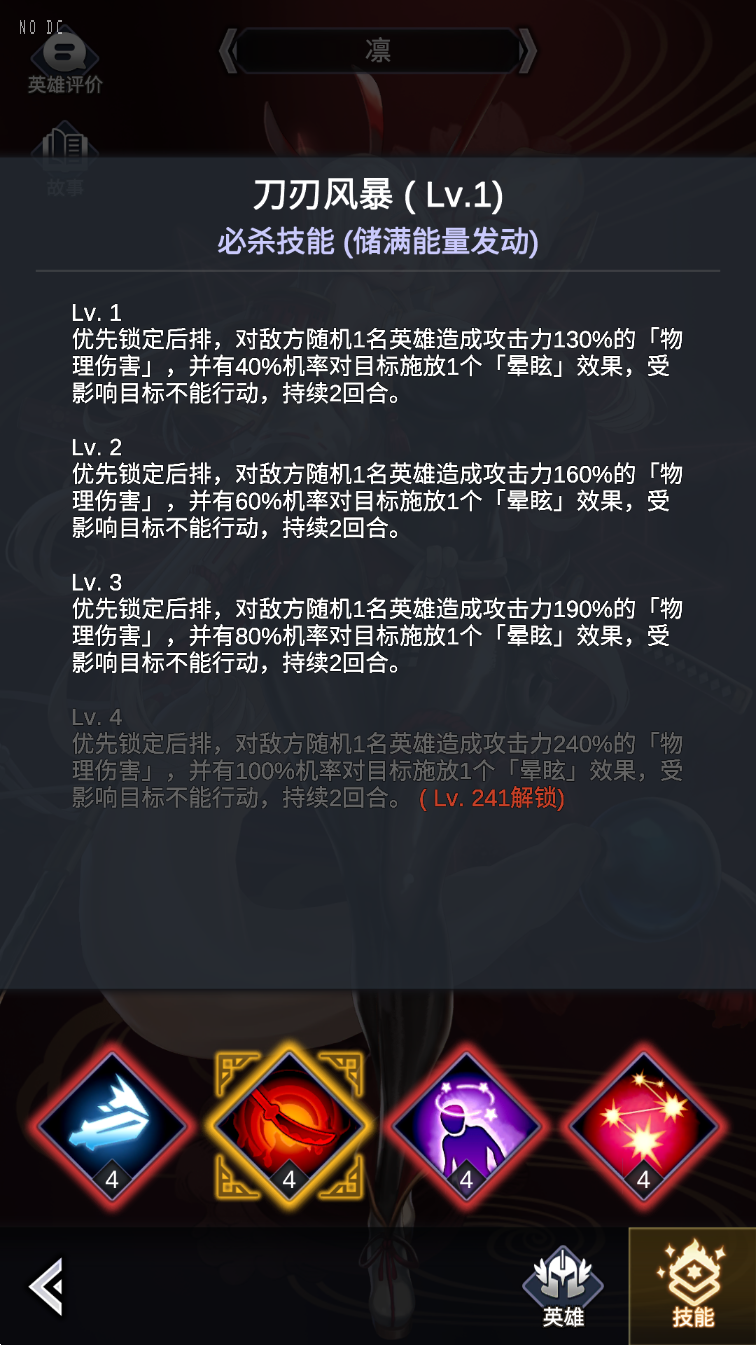 NO DC
凛
英雄评价
故事
刀刃风暴 ( Lv.1)
必杀技能 (储满能量发动)
Lv. 1
优先锁定后排，对敌方随机1名英雄造成攻击力130%的「物
理伤害」，并有40%机率对目标施放1个「晕眩」效果，受
影响目标不能行动，持续2回合。
Lv. 2
优先锁定后排，对敌方随机1名英雄造成攻击力160%的「物
理伤害」，并有60%机率对目标施放1个「晕眩」效果，受
影响目标不能行动，持续2回合。
Lv. 3
优先锁定后排，对敌方随机1名英雄造成攻击力190%的「物
理伤害」，并有80%机率对目标施放1个「晕眩」效果，受
影响目标不能行动，持续2回合。
Lv. 4
优先锁定后排，对敌方随机1名英雄造成攻击力240%的「物
理伤害」，并有100%机率对目标施放1个「晕眩」效果，受
影响目标不能行动，持续2回合。 ( Lv. 241解锁)
4 4 4 4
英雄 技能